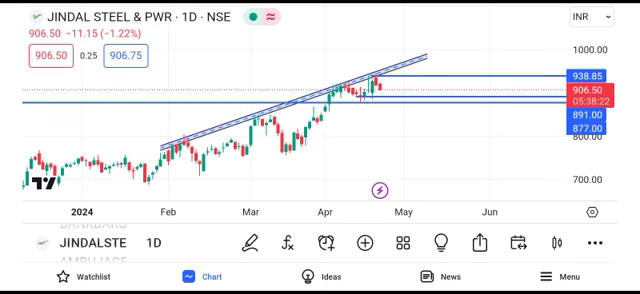 JINDAL STEEL & PWR · 1D · NSE
INR
906.50 −11.15 (−1.22%)
906.50 0.25 906.75
1000.00
938.85
906.50
05:38:22
891.00
877.00
800.00
700.00
2024 Feb Mar Apr May Jun
JINDALSTE 1D
Watchlist Chart Ideas News Menu